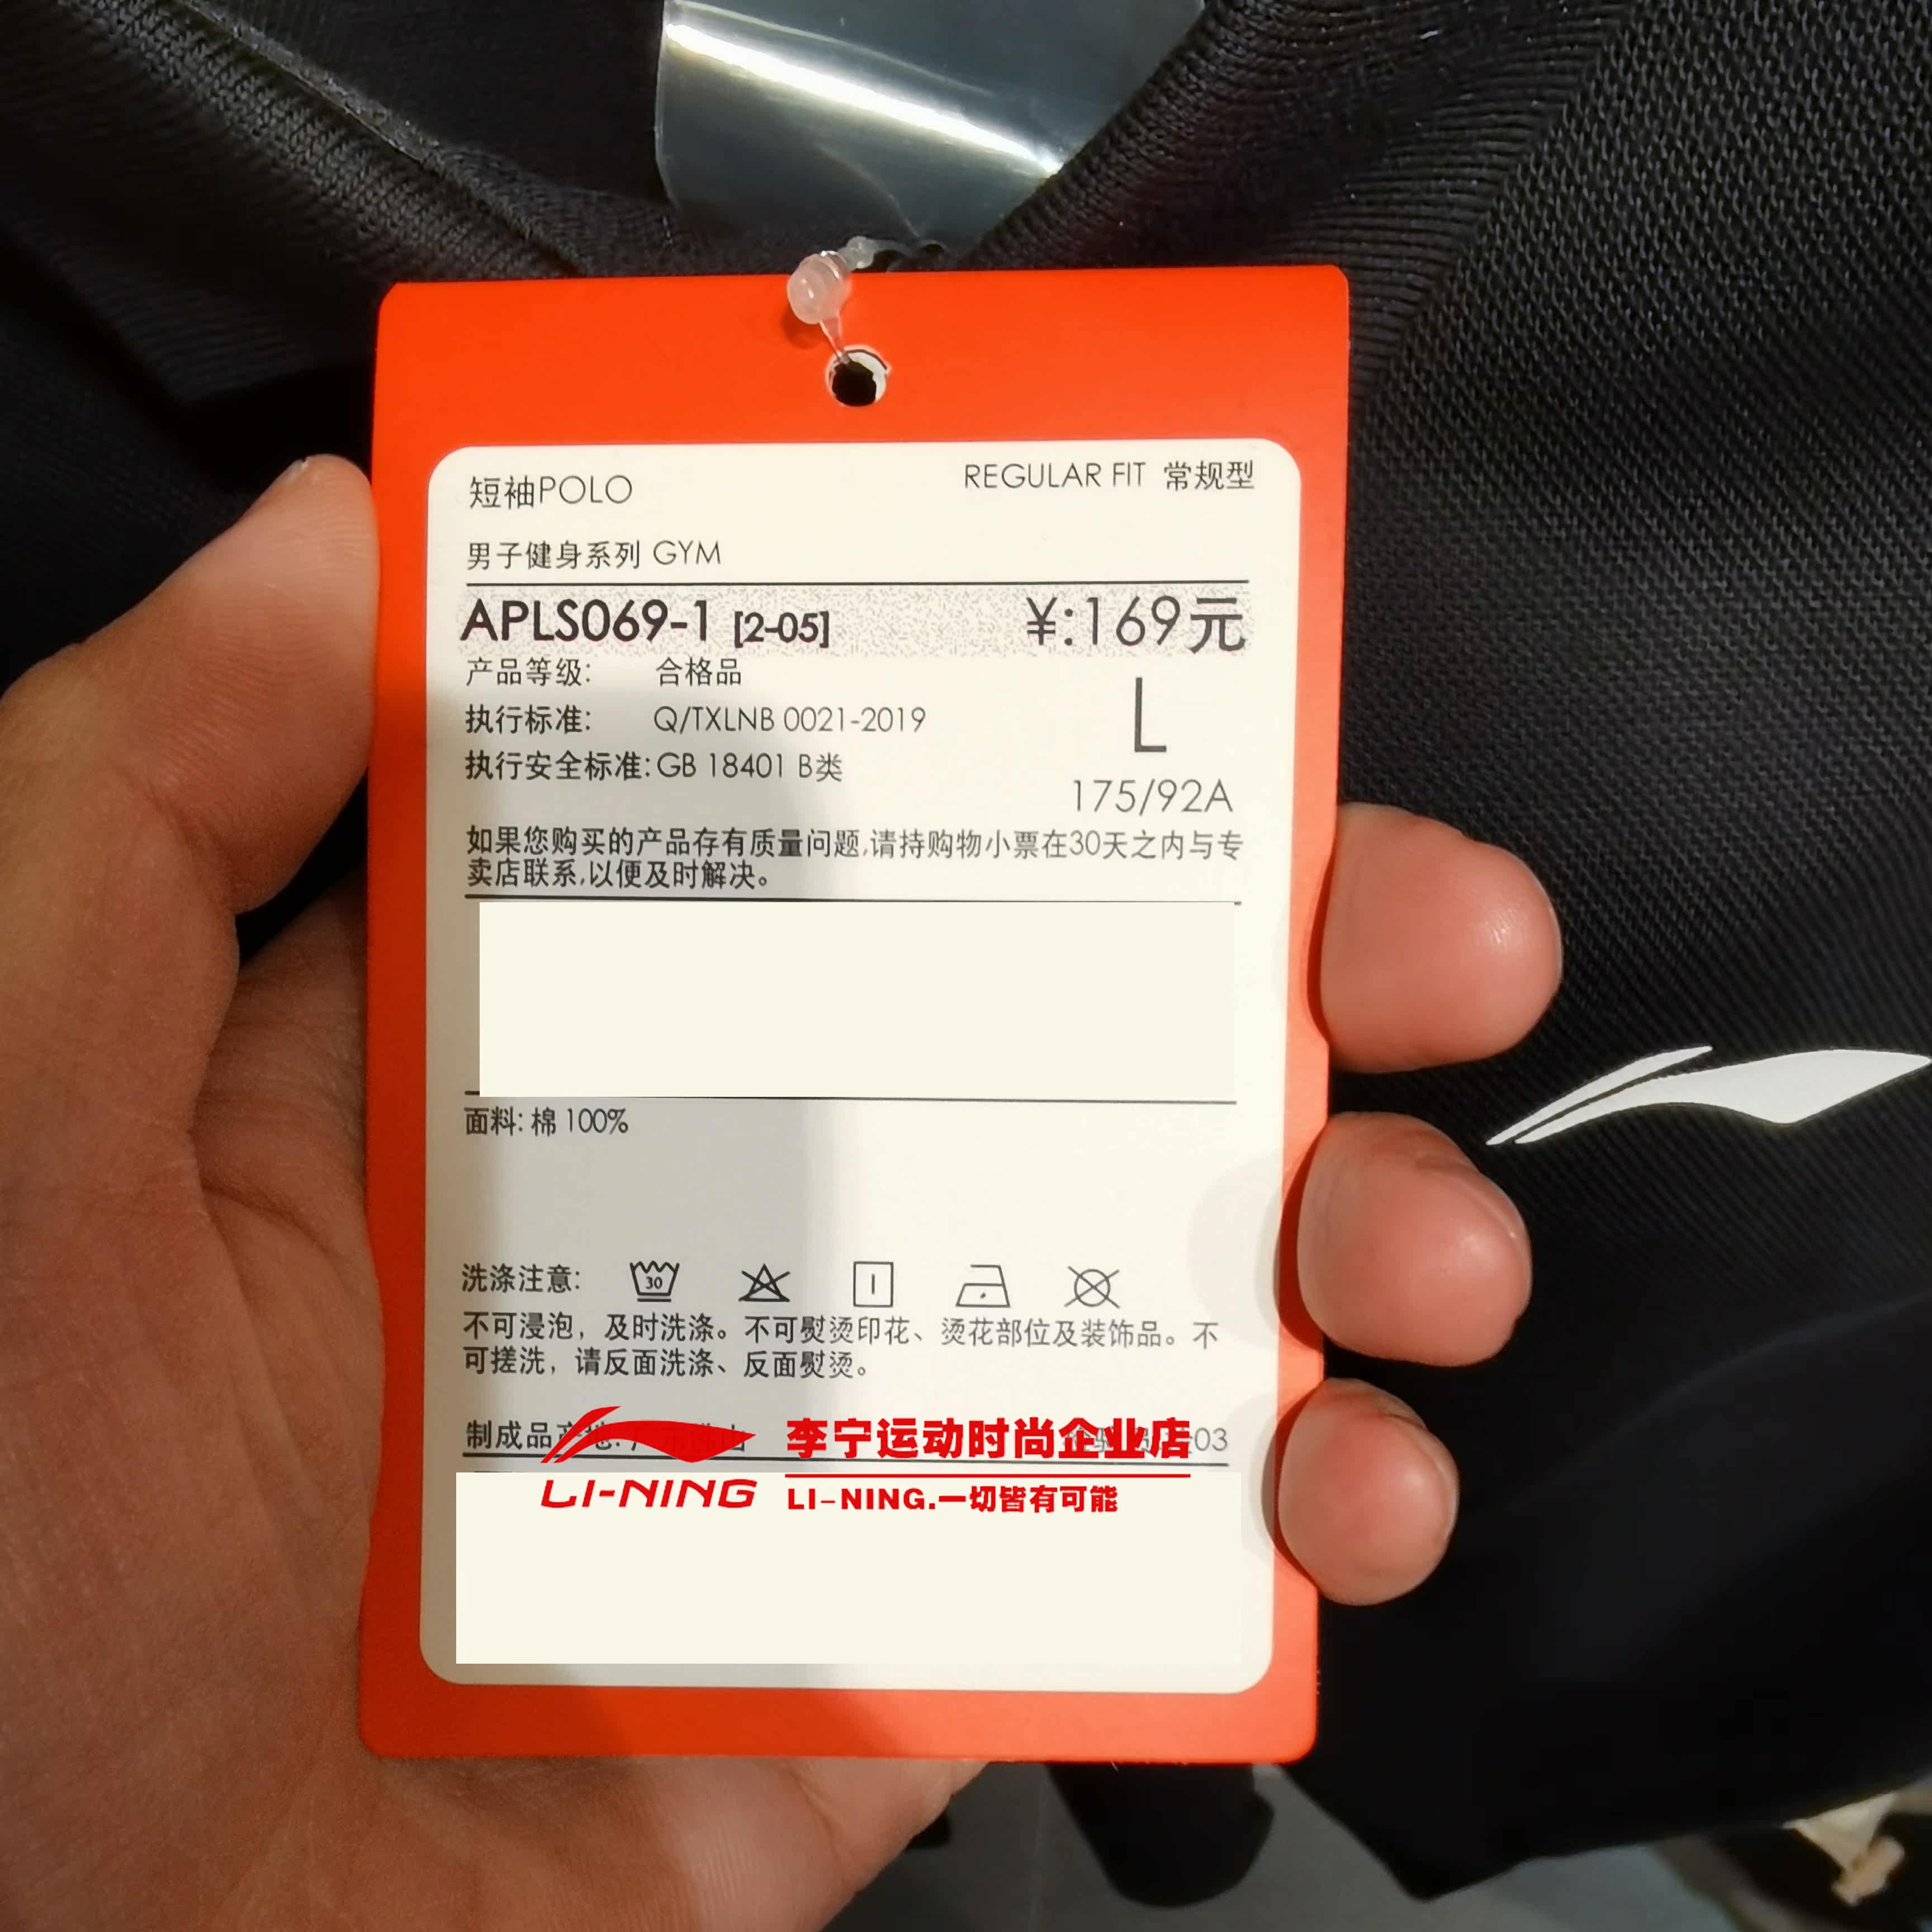 短袖POLO
REGULAR FIT 常规型
男子健身系列 GYM
APLS069-1 [2-05]
¥:169元
产品等级: 合格品
执行标准: Q/TXLNB 0021-2019
执行安全标准:GB 18401 B类
L
175/92A
如果您购买的产品存有质量问题,请持购物小票在30天之内与专
卖店联系,以便及时解决。
面料: 棉 100%
洗涤注意: 30
不可浸泡，及时洗涤。不可熨烫印花、烫花部位及装饰品。不
可搓洗，请反面洗涤、反面熨烫。
制成品产地:
03
李宁运动时尚企业店
LI-NING
LI-NING.一切皆有可能